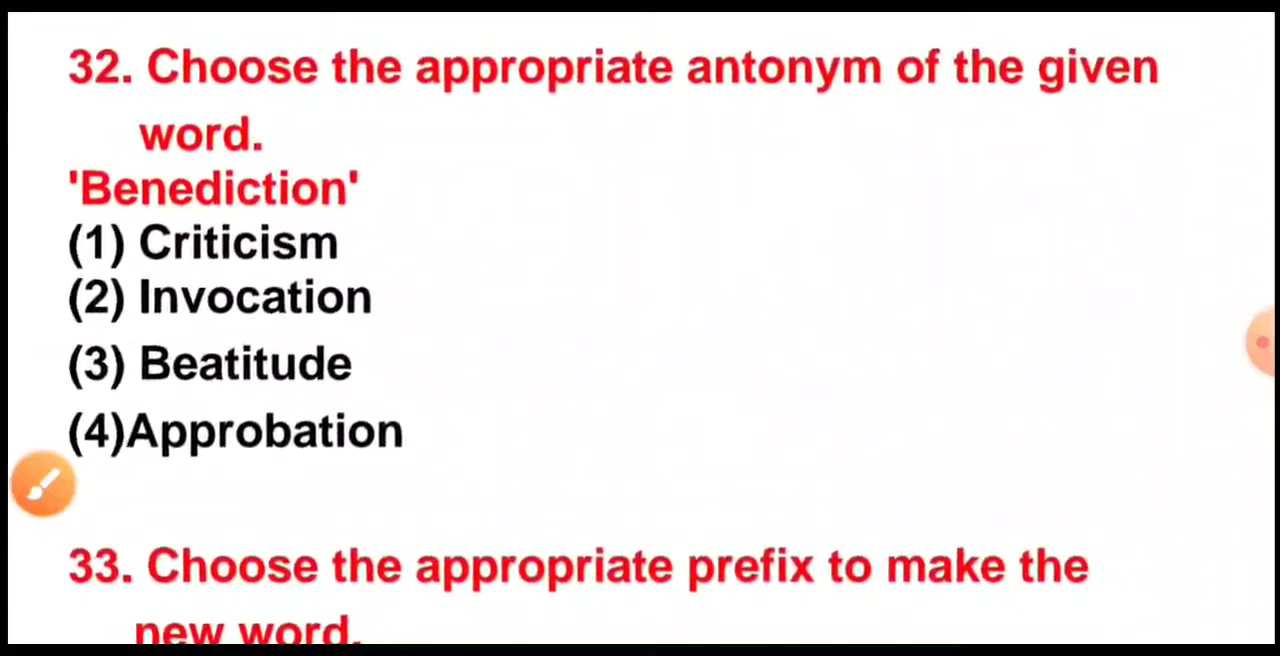 32. Choose the appropriate antonym of the given
word.
'Benediction'
(1) Criticism
(2) Invocation
(3) Beatitude
(4)Approbation
33. Choose the appropriate prefix to make the
new word.